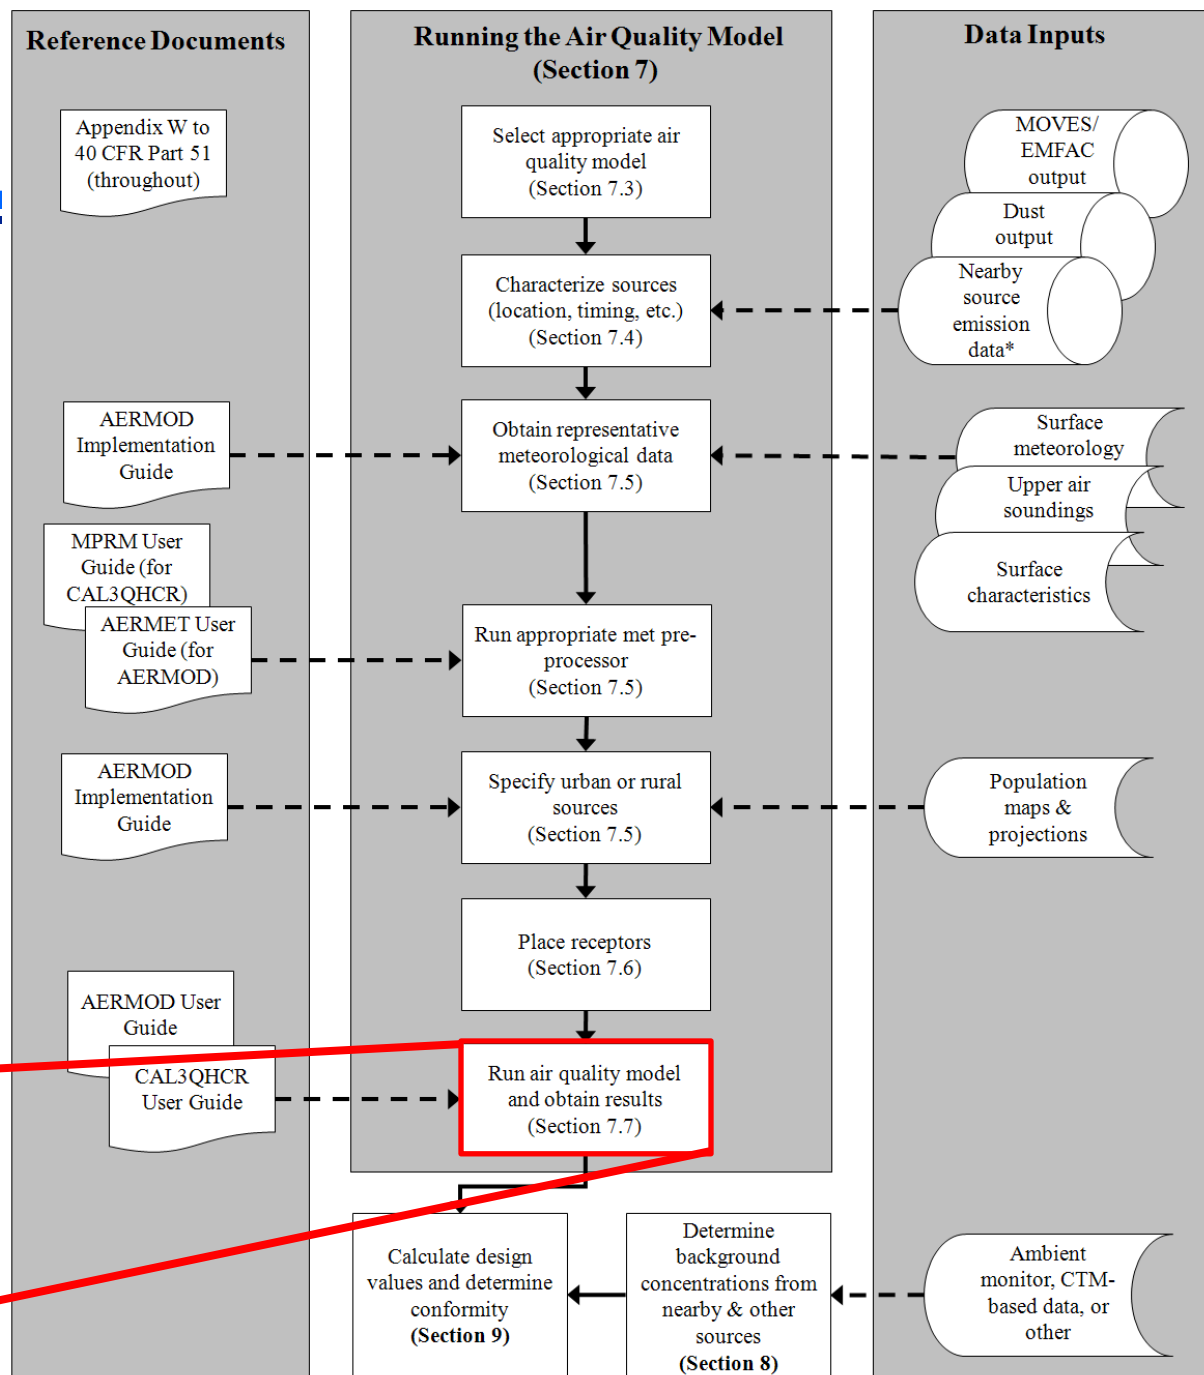 Reference Documents
Appendix W to
40 CFR Part 51
(throughout)
AERMOD
Implementation
Guide
MPRM User
Guide (for
CAL3QHCR)
AERMET User
Guide (for
AERMOD)
AERMOD
Implementation
Guide
AERMOD User
Guide
CAL3QHCR
User Guide
Running the Air Quality Model
(Section 7)
Select appropriate air
quality model
(Section 7.3)
Characterize sources
(location, timing, etc.)
(Section 7.4)
Obtain representative
meteorological data
(Section 7.5)
Run appropriate met pre-
processor
(Section 7.5)
Specify urban or rural
sources
(Section 7.5)
Place receptors
(Section 7.6)
Run air quality model
and obtain results
(Section 7.7)
Calculate design
values and determine
conformity
(Section 9)
Determine
background
concentrations from
nearby & other
sources
(Section 8)
Data Inputs
MOVES/
EMFAC
output
Dust
output
Nearby
source
emission
data*
Surface
meteorology
Upper air
soundings
Surface
characteristics
Population
maps &
projections
Ambient
monitor, CTM-
based data, or
other